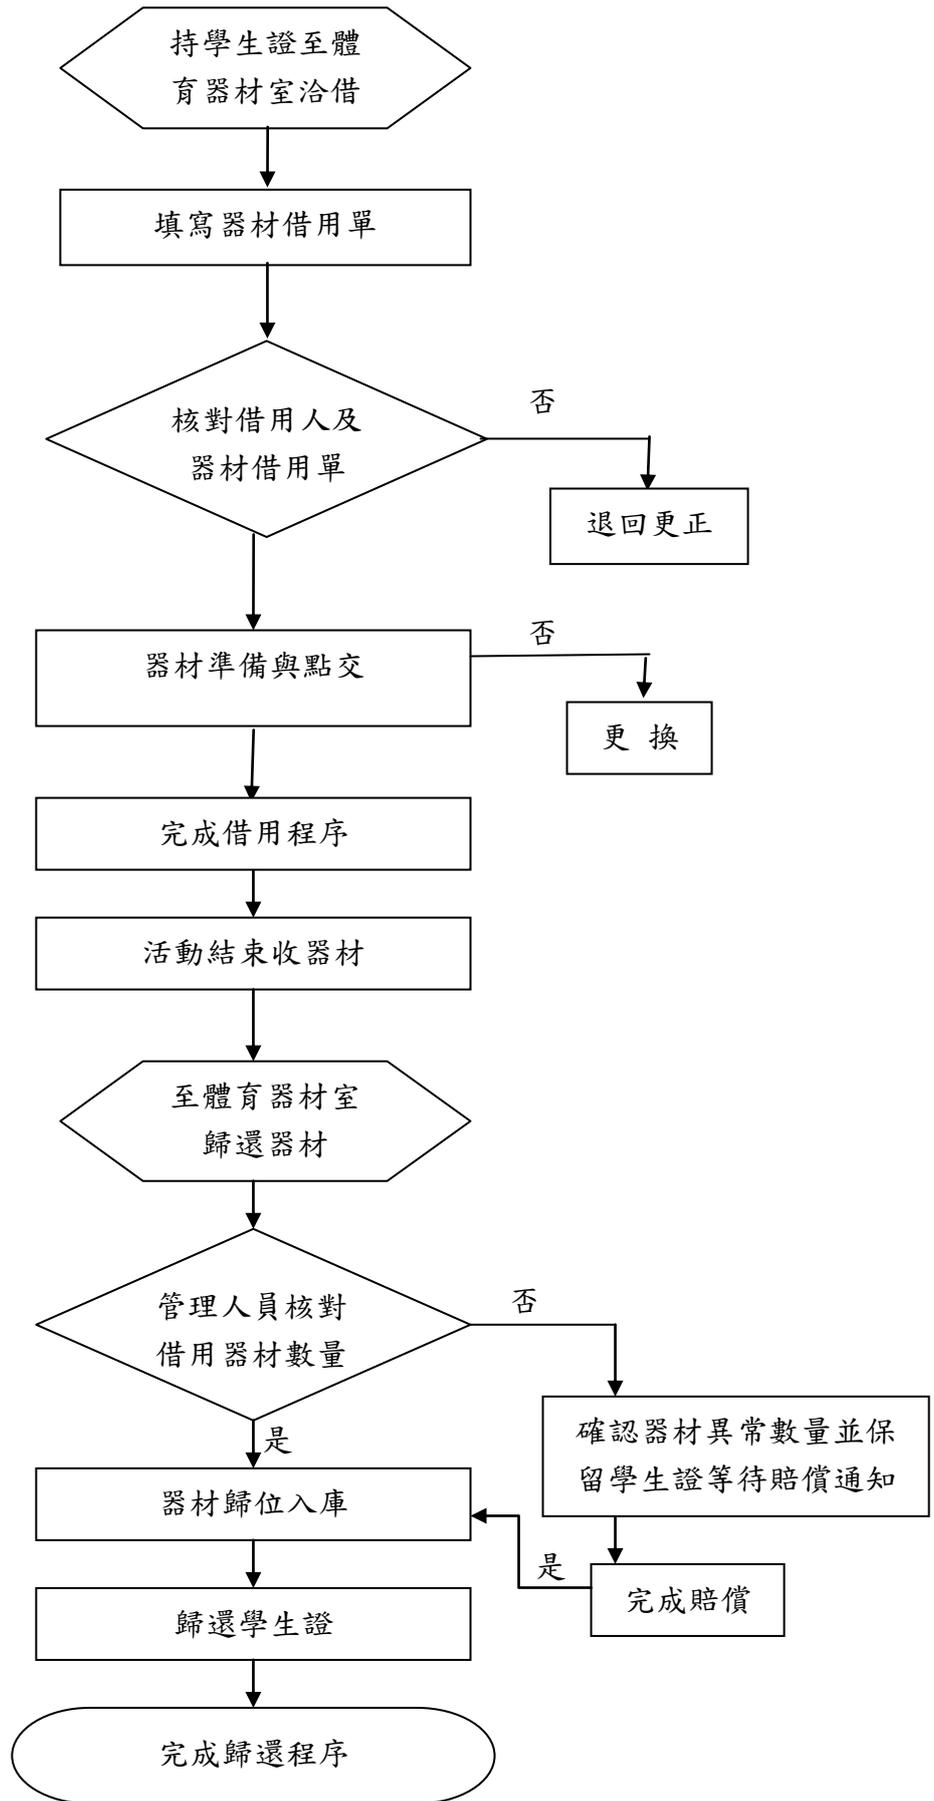 持學生證至體
育器材室洽借
填寫器材借用單
核對借用人及
器材借用單
否
退回更正
器材準備與點交
否
更 換
完成借用程序
活動結束收器材
至體育器材室
歸還器材
管理人員核對
借用器材數量
否
是
確認器材異常數量並保
留學生證等待賠償通知
器材歸位入庫
是
完成賠償
歸還學生證
完成歸還程序